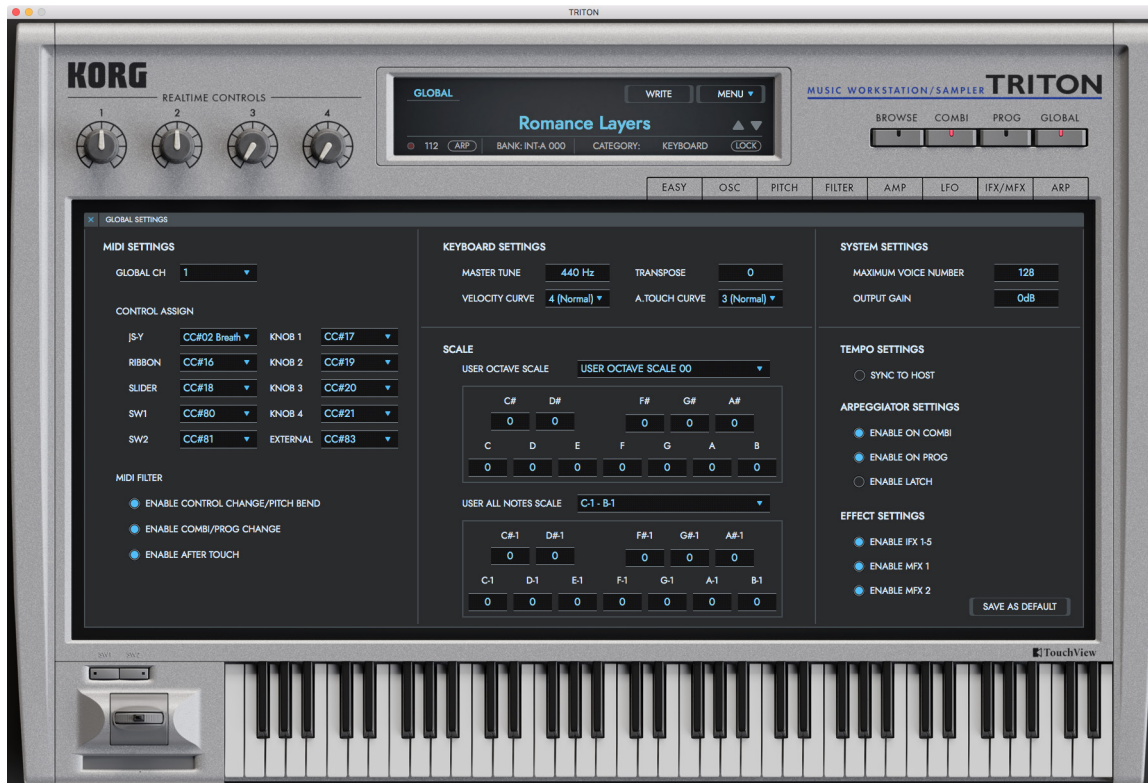 TRITON
KORG
REALTIME CONTROLS
1 2 3 4
GLOBAL WRITE MENU
Romance Layers
112 ARP BANK: INT-A 000 CATEGORY: KEYBOARD LOCK
MUSIC WORKSTATION/SAMPLER TRITON
BROWSE COMBI PROG GLOBAL
EASY OSC PITCH FILTER AMP LFO IFX/MFX ARP
× GLOBAL SETTINGS
MIDI SETTINGS
GLOBAL CH 1
CONTROL ASSIGN
JS-Y CC#02 Breath KNOB 1 CC#17
RIBBON CC#16 KNOB 2 CC#19
SLIDER CC#18 KNOB 3 CC#20
SW1 CC#80 KNOB 4 CC#21
SW2 CC#81 EXTERNAL CC#83
MIDI FILTER
ENABLE CONTROL CHANGE/PITCH BEND
ENABLE COMBI/PROG CHANGE
ENABLE AFTER TOUCH
KEYBOARD SETTINGS
MASTER TUNE 440 Hz TRANSPOSE 0
VELOCITY CURVE 4 (Normal) A.TOUCH CURVE 3 (Normal)
SCALE
USER OCTAVE SCALE USER OCTAVE SCALE 00
C# D# F# G# A#
0 0 0 0 0
C D E F G A B
0 0 0 0 0 0 0
USER ALL NOTES SCALE C-1 - B-1
C#-1 D#-1 F#-1 G#-1 A#-1
0 0 0 0 0
C-1 D-1 E-1 F-1 G-1 A-1 B-1
0 0 0 0 0 0 0
SYSTEM SETTINGS
MAXIMUM VOICE NUMBER 128
OUTPUT GAIN 0dB
TEMPO SETTINGS
SYNC TO HOST
ARPEGGIATOR SETTINGS
ENABLE ON COMBI
ENABLE ON PROG
ENABLE LATCH
EFFECT SETTINGS
ENABLE IFX 1-5
ENABLE MFX 1
ENABLE MFX 2
SAVE AS DEFAULT
TouchView
SW1 SW2